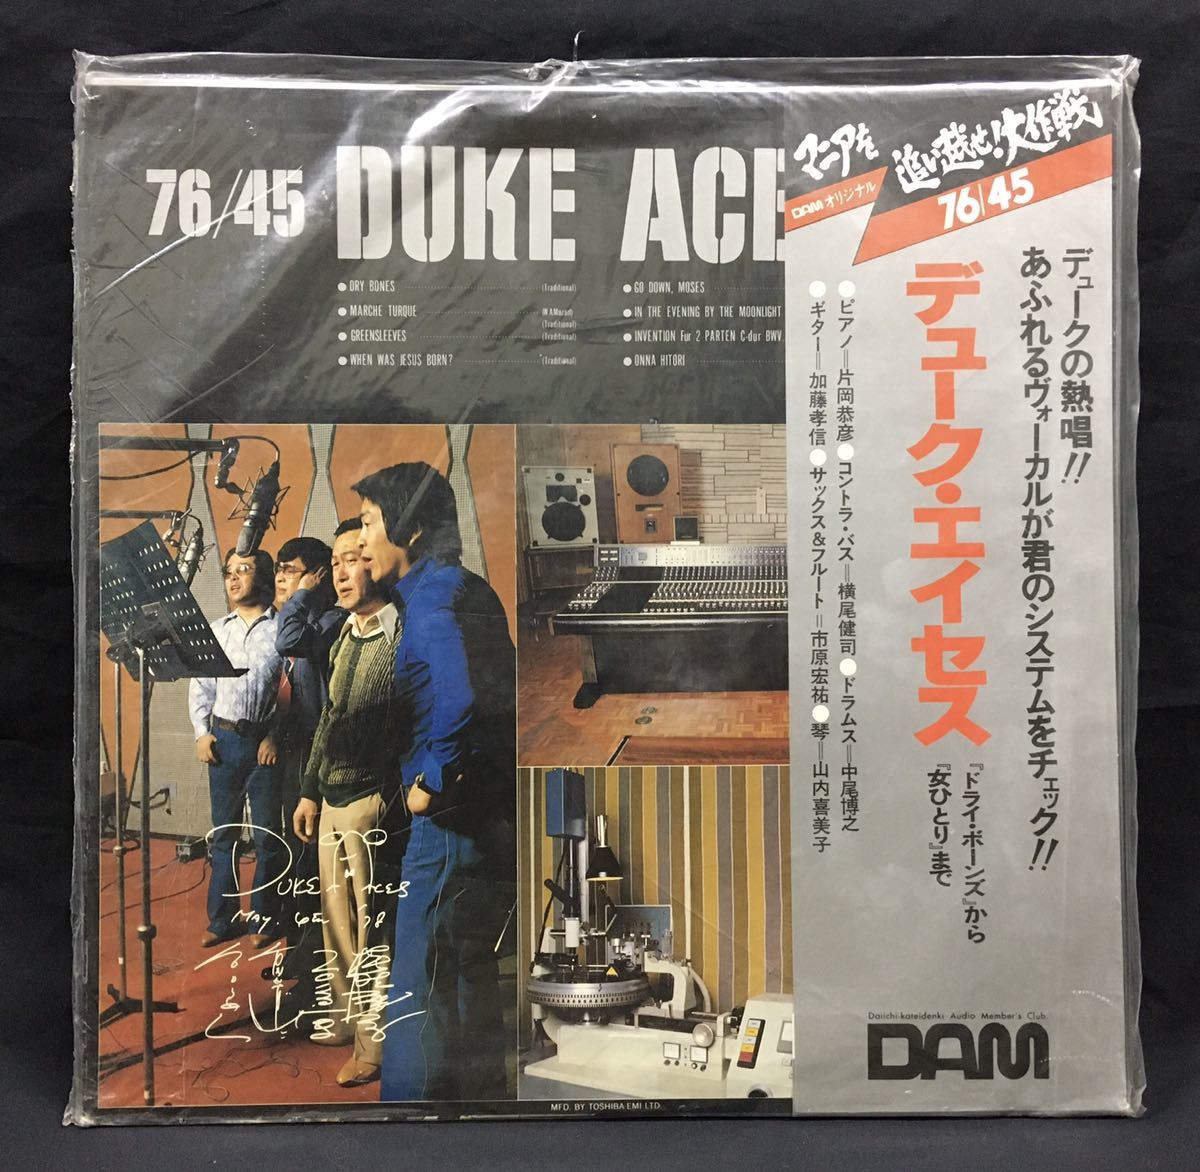 76/45 DUKE ACE
● DRY BONES (Traditional)
● MARCHE TURQUE (W.A.Mozart)
(Traditional)
● GREENSLEEVES (Traditional)
● WHEN WAS JESUS BORN? (Traditional)
● GO DOWN, MOSES
● IN THE EVENING BY THE MOONLIGHT
● INVENTION Für 2 PARTEN C-dur BWV.
● ONNA HITORI
マニアを
追い越せ!大作戦
DAMオリジナル
76/45
デュークの熱唱!!
あふれるヴォーカルが君のシステムをチェック!!
デューク・エイセス
『ドライ・ボーンズ』から
『女ひとり』まで
●ピアノ=片岡恭彦●コントラ・バス=横尾健司●ドラムス=中尾博之
●ギター=加藤孝信●サックス&フルート=市原宏祐●琴=山内喜美子
Daiichi-kateidenki Audio Member's Club.
DAM
DUKE ACES
MFD. BY TOSHIBA EMI LTD.